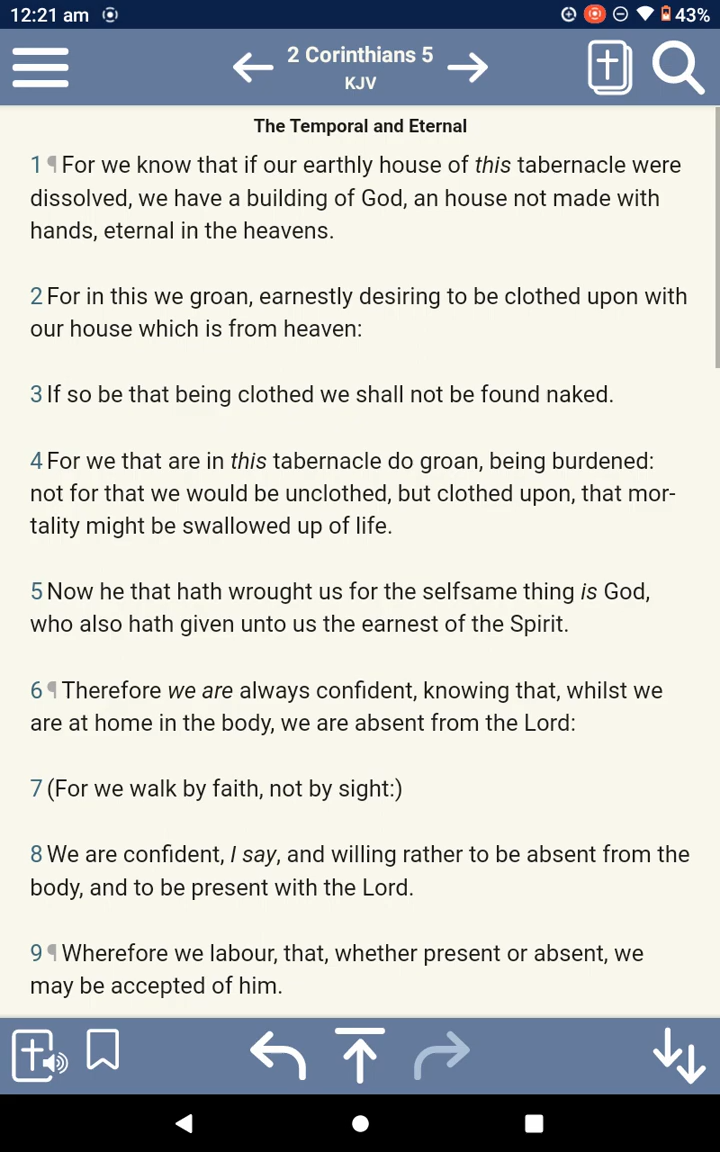 12:21 am
43%
2 Corinthians 5
KJV
The Temporal and Eternal
1 ¶ For we know that if our earthly house of this tabernacle were
dissolved, we have a building of God, an house not made with
hands, eternal in the heavens.
2 For in this we groan, earnestly desiring to be clothed upon with
our house which is from heaven:
3 If so be that being clothed we shall not be found naked.
4 For we that are in this tabernacle do groan, being burdened:
not for that we would be unclothed, but clothed upon, that mor-
tality might be swallowed up of life.
5 Now he that hath wrought us for the selfsame thing is God,
who also hath given unto us the earnest of the Spirit.
6 ¶ Therefore we are always confident, knowing that, whilst we
are at home in the body, we are absent from the Lord:
7 (For we walk by faith, not by sight:)
8 We are confident, I say, and willing rather to be absent from the
body, and to be present with the Lord.
9 ¶ Wherefore we labour, that, whether present or absent, we
may be accepted of him.